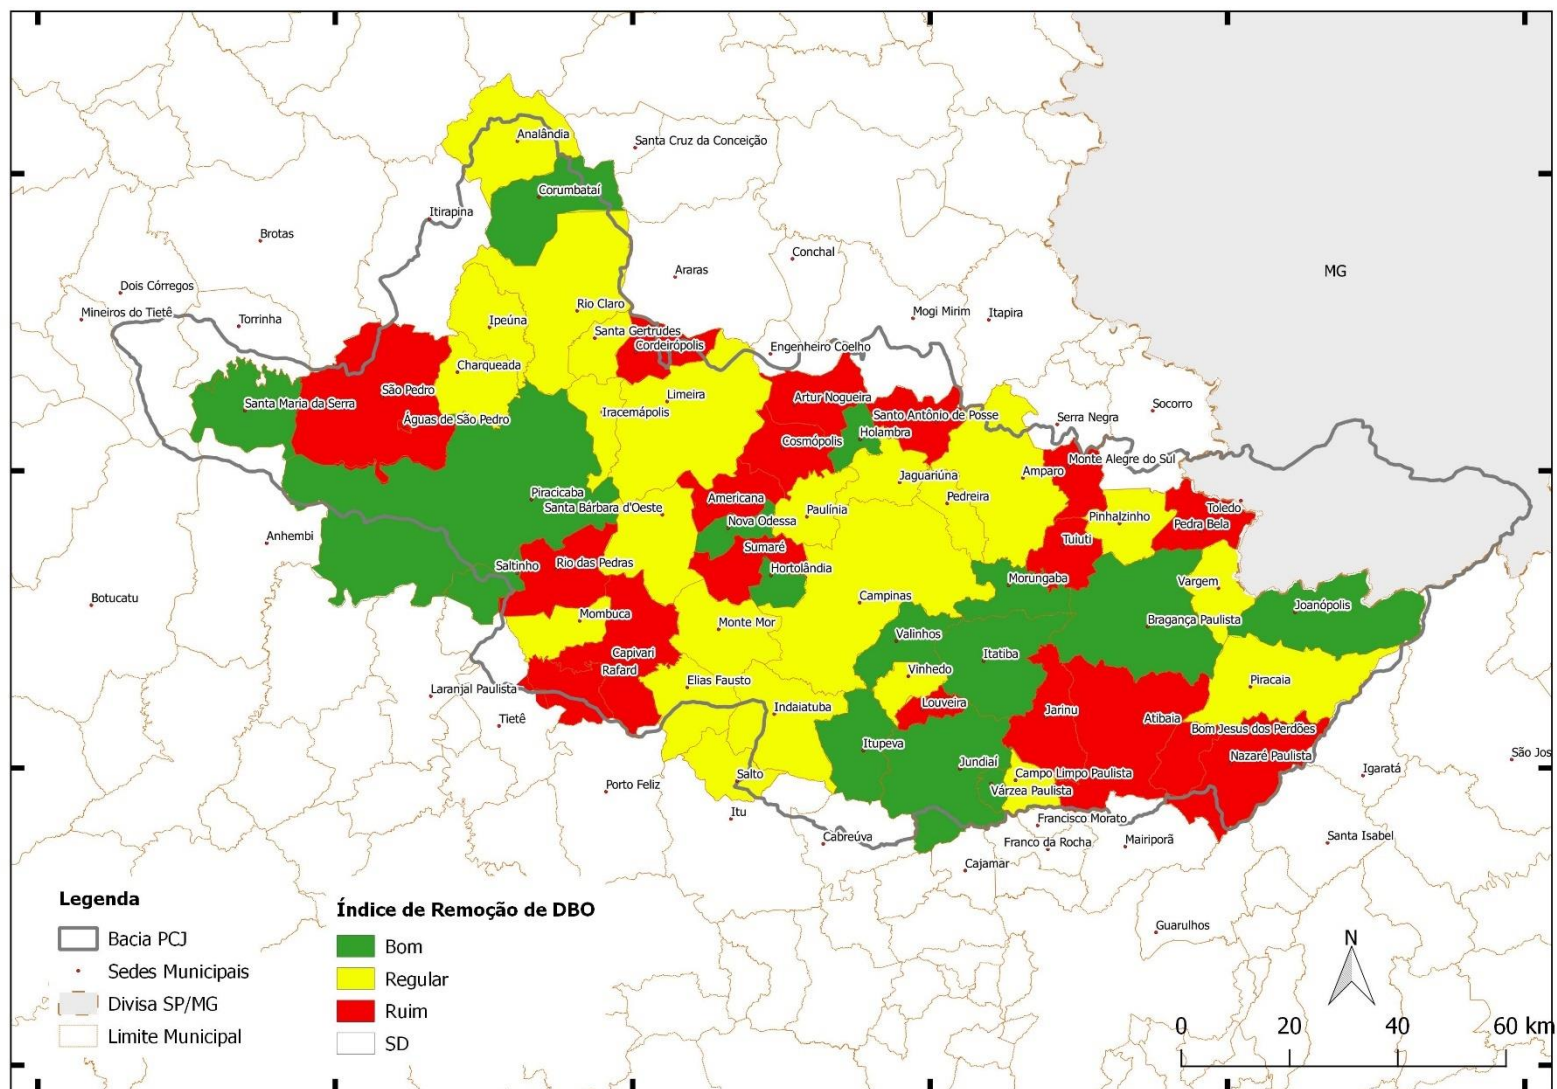 Analândia
Santa Cruz da Conceição
Corumbataí
Itirapina
Brotas
Conchal
MG
Araras
Dois Córregos
Rio Claro
Mineiros do Tietê
Torrinha
Ipeúna
Mogi Mirim
Itapira
Santa Gertrudes
Cordeirópolis
Engenheiro Coelho
Charqueada
São Pedro
Limeira
Artur Nogueira
Santa Maria da Serra
Iracemápolis
Santo Antônio de Posse
Serra Negra
Socorro
Águas de São Pedro
Holambra
Cosmópolis
Monte Alegre do Sul
Jaguariúna
Amparo
Piracicaba
Americana
Pedreira
Santa Bárbara d'Oeste
Paulínia
Toledo
Nova Odessa
Pinhalzinho
Pedra Bela
Anhembi
Sumaré
Tuiuti
Saltinho
Rio das Pedras
Hortolândia
Morungaba
Vargem
Botucatu
Campinas
Joanópolis
Mombuca
Monte Mor
Bragança Paulista
Valinhos
Capivari
Itatiba
Rafard
Vinhedo
Elias Fausto
Piracaia
Laranjal Paulista
Louveira
Indaiatuba
Jarinu
Tietê
Atibaia
Bom Jesus dos Perdões
Itupeva
Nazaré Paulista
São Jos
Jundiaí
Salto
Campo Limpo Paulista
Igaratá
Porto Feliz
Várzea Paulista
Itu
Francisco Morato
Cabreúva
Franco da Rocha
Mairiporã
Santa Isabel
Cajamar
Guarulhos
Legenda
Bacia PCJ
Sedes Municipais
Divisa SP/MG
Limite Municipal
Índice de Remoção de DBO
Bom
Regular
Ruim
SD
N
0 20 40 60 km